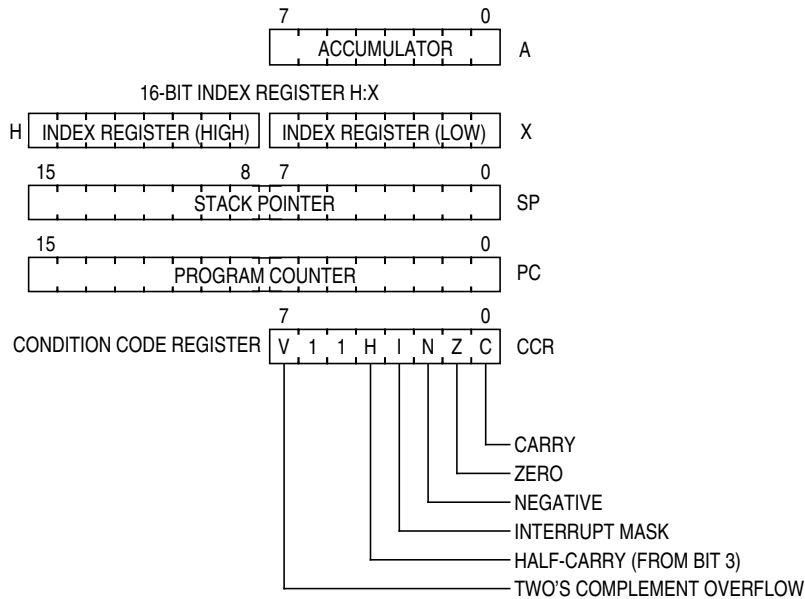 7 0
ACCUMULATOR A
16-BIT INDEX REGISTER H:X
H INDEX REGISTER (HIGH) INDEX REGISTER (LOW) X
15 8 7 0
STACK POINTER SP
15 0
PROGRAM COUNTER PC
7 0
CONDITION CODE REGISTER V 1 1 H I N Z C CCR
CARRY
ZERO
NEGATIVE
INTERRUPT MASK
HALF-CARRY (FROM BIT 3)
TWO'S COMPLEMENT OVERFLOW